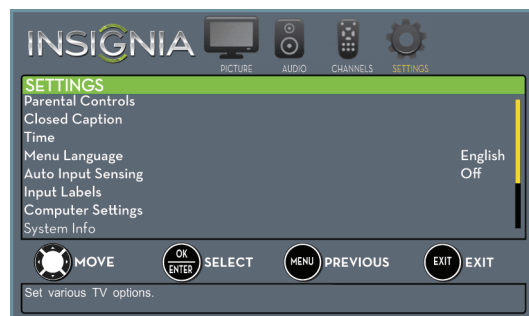 INSIGNIA
PICTURE AUDIO CHANNELS SETTINGS
SETTINGS
Parental Controls
Closed Caption
Time
Menu Language English
Auto Input Sensing Off
Input Labels
Computer Settings
System Info
MOVE OK ENTER SELECT MENU PREVIOUS EXIT EXIT
Set various TV options.